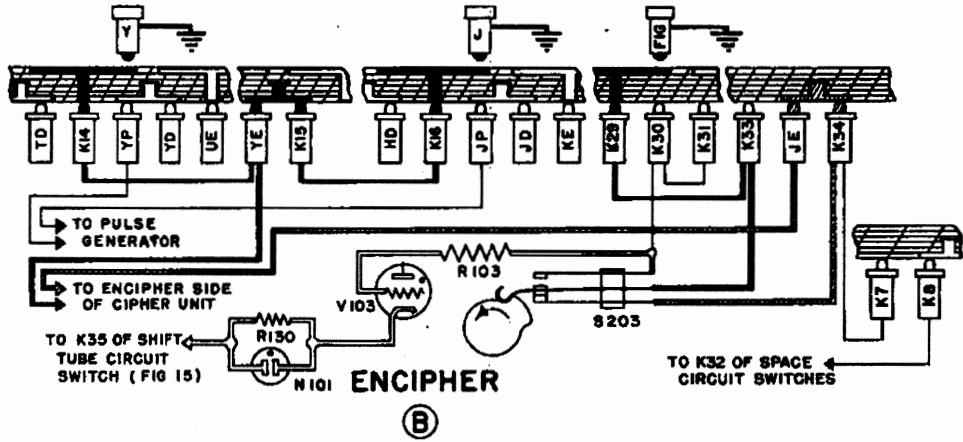 Y
J
FIG
TD
K14
YP
YD
UE
YE
K15
HD
K16
JP
JD
KE
K29
K30
K31
K33
JE
K34
TO PULSE
GENERATOR
R103
K7
K8
TO ENCIPHER SIDE
OF CIPHER UNIT
V103
S203
TO K35 OF SHIFT
TUBE CIRCUIT
SWITCH (FIG 15)
R130
N101
TO K32 OF SPACE
CIRCUIT SWITCHES
ENCIPHER
B